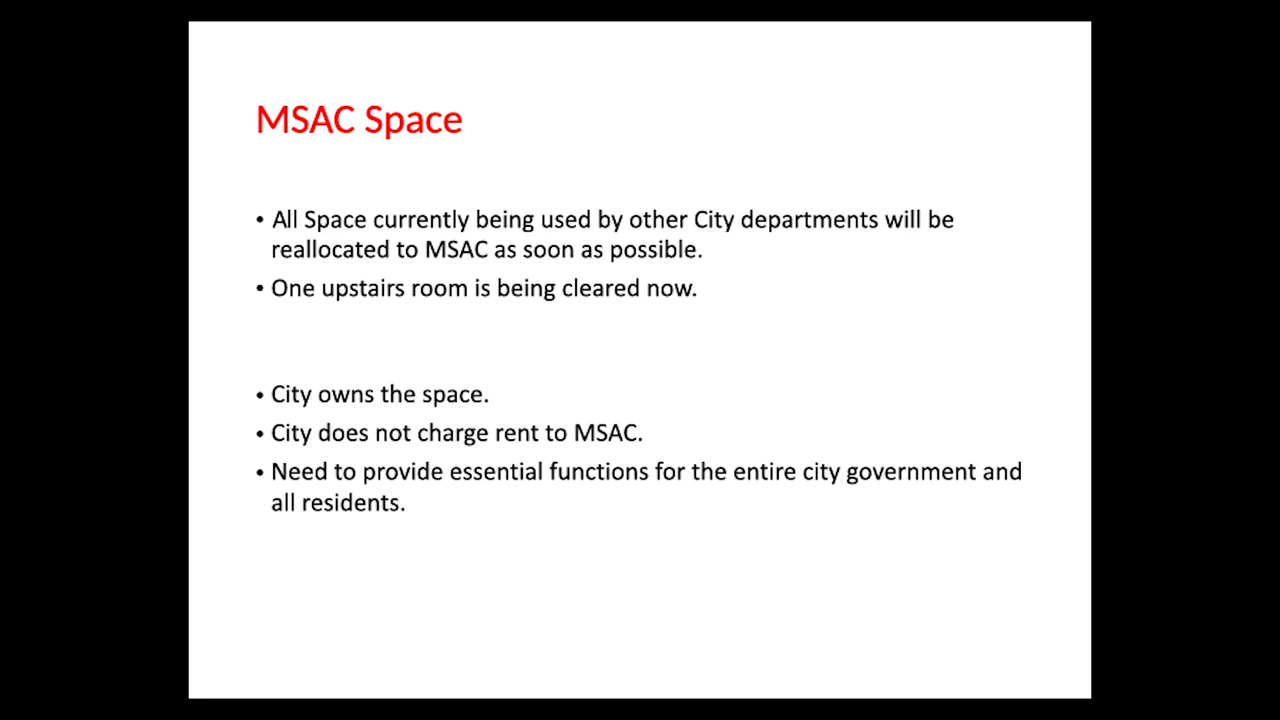 MSAC Space
• All Space currently being used by other City departments will be
reallocated to MSAC as soon as possible.
• One upstairs room is being cleared now.
• City owns the space.
• City does not charge rent to MSAC.
• Need to provide essential functions for the entire city government and
all residents.